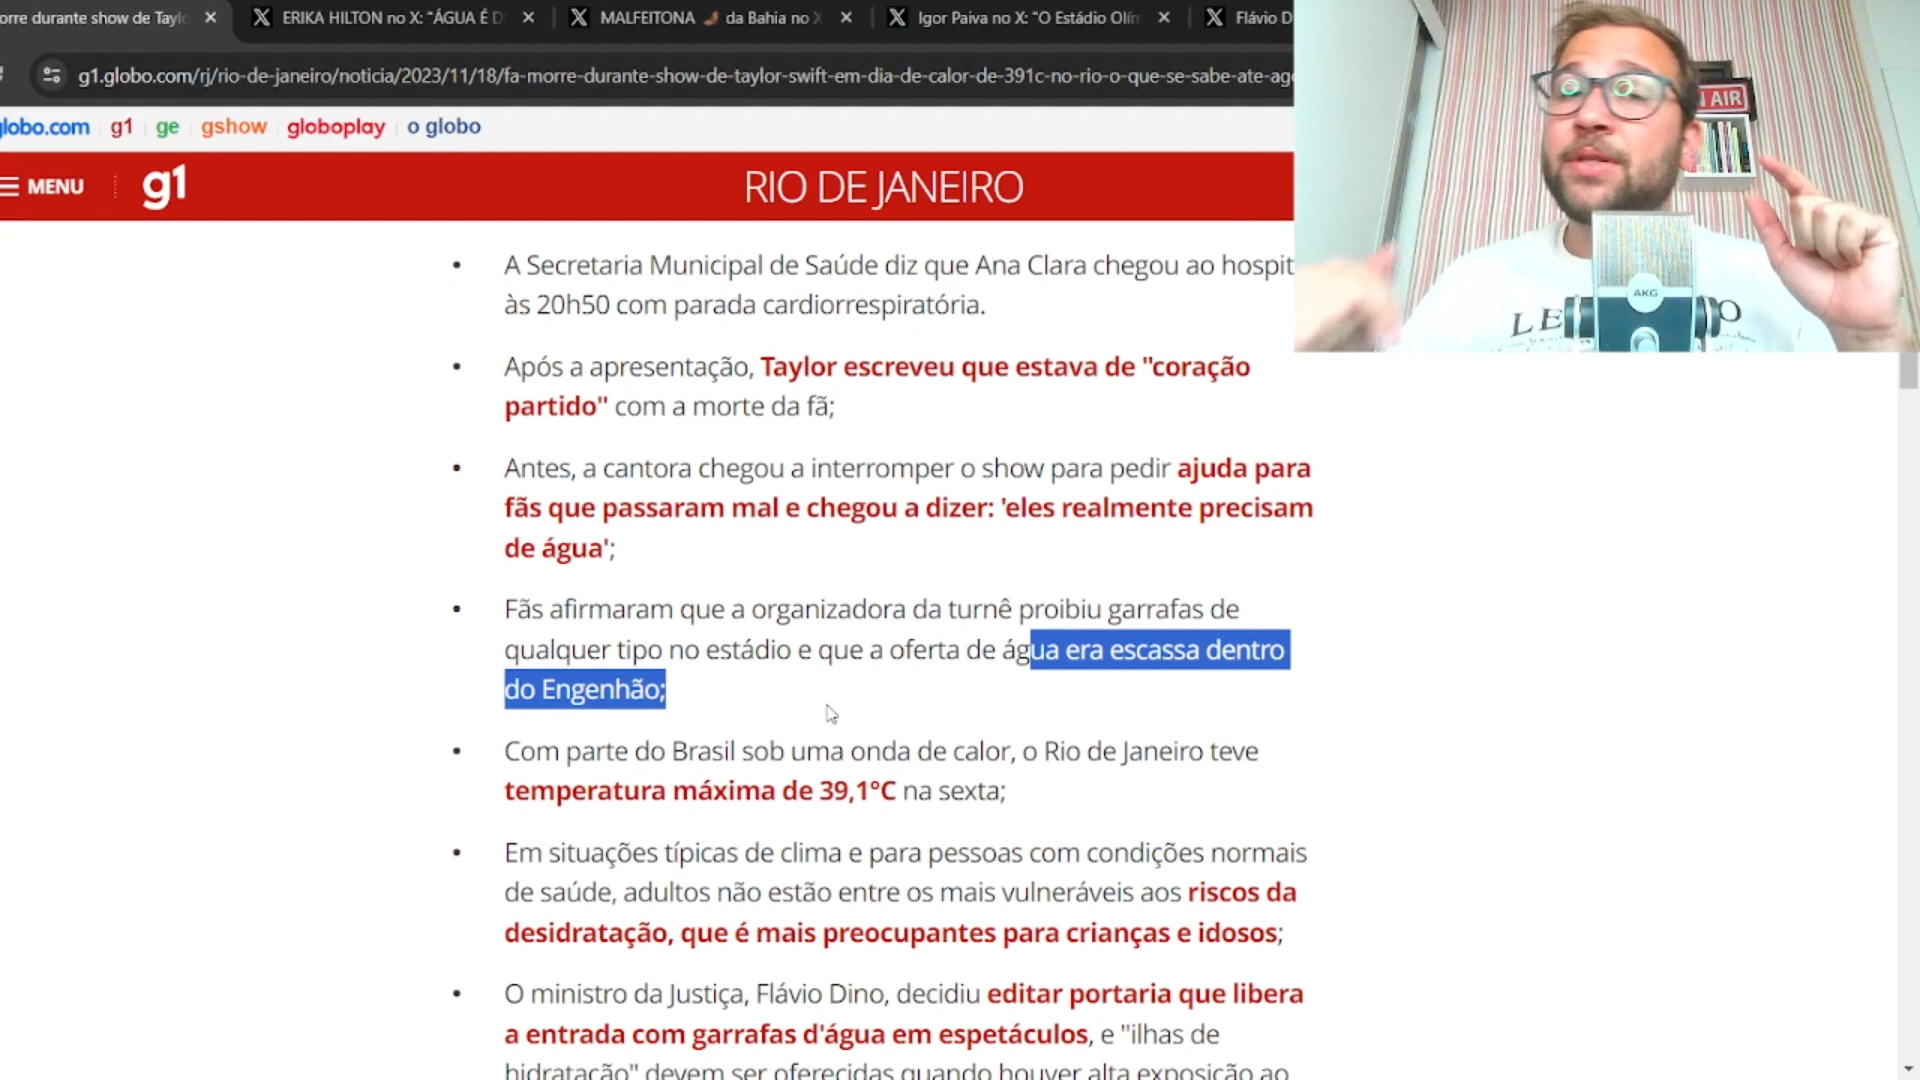 orre durante show de Tayl
ERIKA HILTON no X: "ÁGUA É D
MALFEITONA da Bahia no X
Igor Paiva no X: "O Estádio Olím
Flávio D
g1.globo.com/rj/rio-de-janeiro/noticia/2023/11/18/fa-morre-durante-show-de-taylor-swift-em-dia-de-calor-de-391c-no-rio-o-que-se-sabe-ate-ago
globo.com g1 ge gshow globoplay o globo
MENU g1 RIO DE JANEIRO
N AIR
AKG
LE O
• A Secretaria Municipal de Saúde diz que Ana Clara chegou ao hospit
às 20h50 com parada cardiorrespiratória.
• Após a apresentação, Taylor escreveu que estava de "coração
partido" com a morte da fã;
• Antes, a cantora chegou a interromper o show para pedir ajuda para
fãs que passaram mal e chegou a dizer: 'eles realmente precisam
de água';
• Fãs afirmaram que a organizadora da turnê proibiu garrafas de
qualquer tipo no estádio e que a oferta de água era escassa dentro
do Engenhão;
• Com parte do Brasil sob uma onda de calor, o Rio de Janeiro teve
temperatura máxima de 39,1°C na sexta;
• Em situações típicas de clima e para pessoas com condições normais
de saúde, adultos não estão entre os mais vulneráveis aos riscos da
desidratação, que é mais preocupantes para crianças e idosos;
• O ministro da Justiça, Flávio Dino, decidiu editar portaria que libera
a entrada com garrafas d'água em espetáculos, e "ilhas de
hidratação" devem ser oferecidas quando houver alta exposição ao